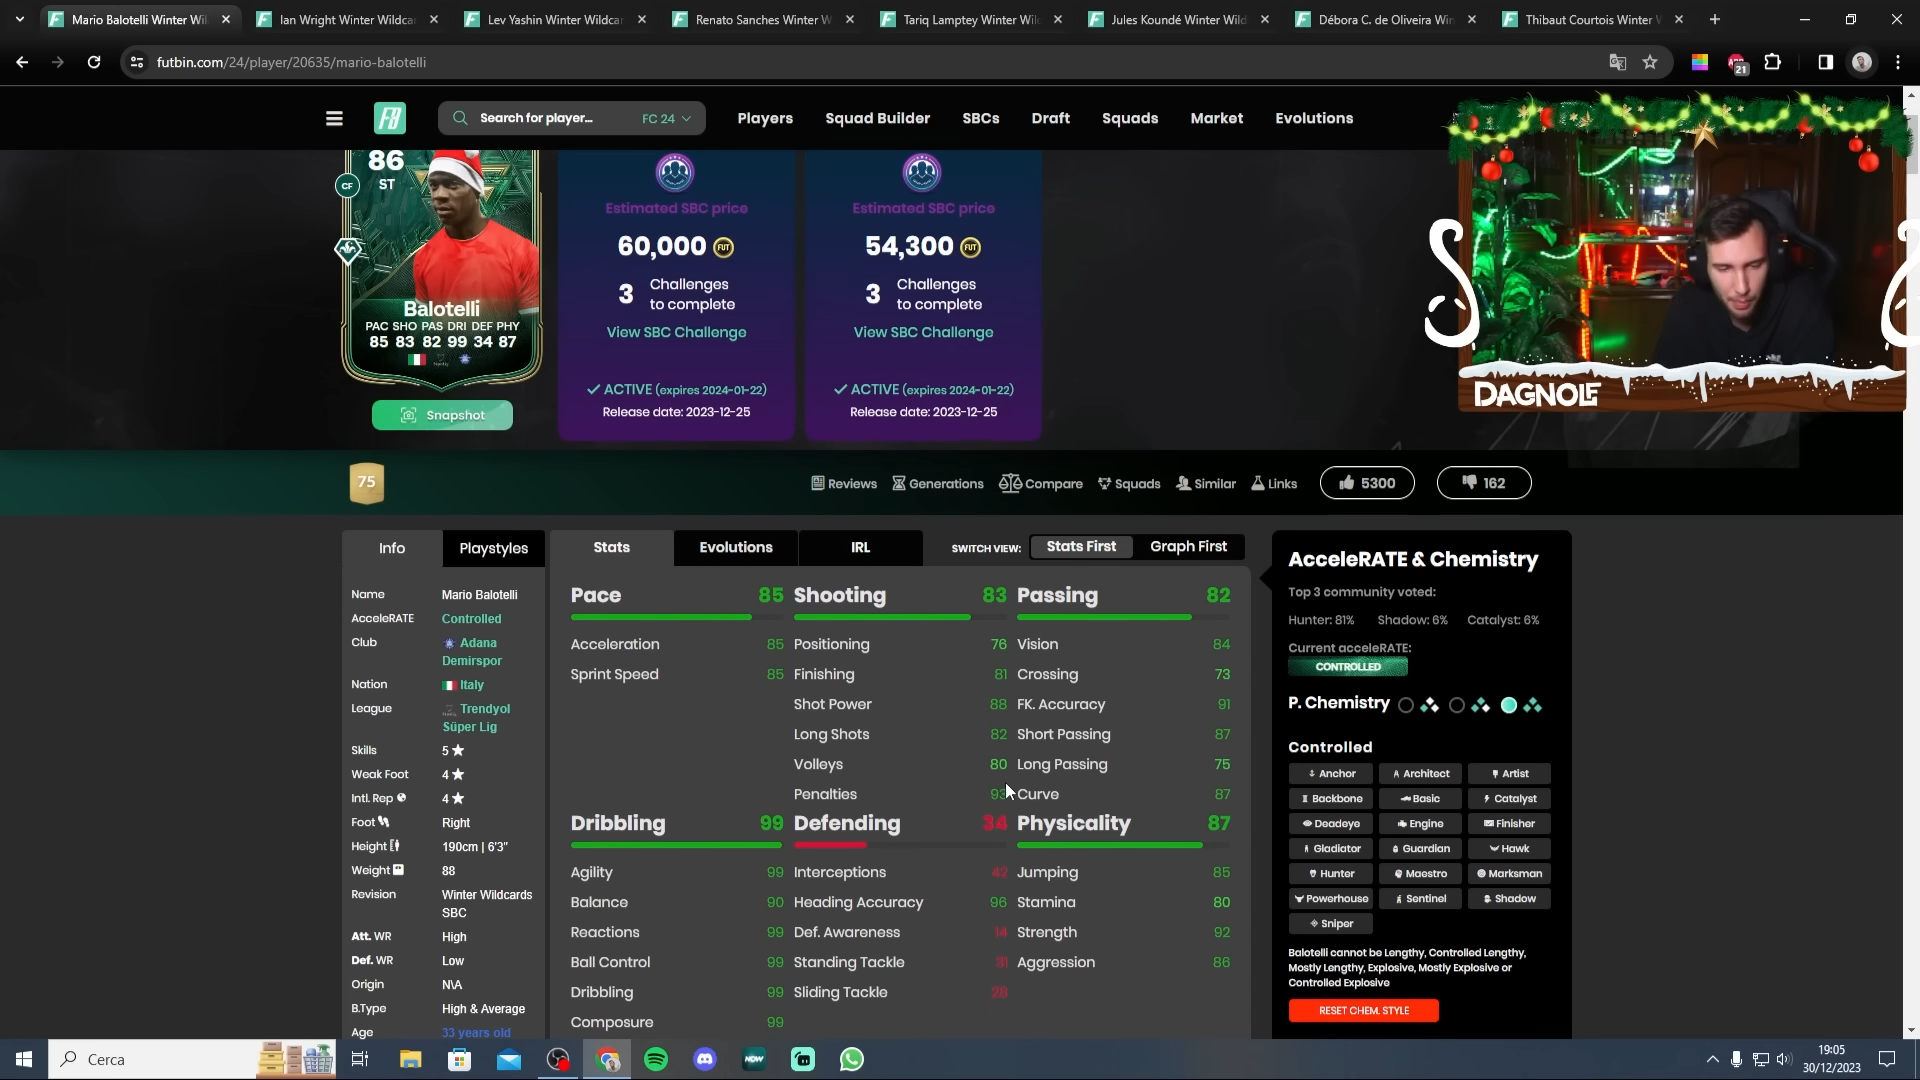 Mario Balotelli Winter Wil
Ian Wright Winter Wildcar
Lev Yashin Winter Wildcar
Renato Sanches Winter W
Tariq Lamptey Winter Wil
Jules Koundé Winter Wild
Débora C. de Oliveira Win
Thibaut Courtois Winter
futbin.com/24/player/20635/mario-balotelli
21
FB
Search for player...
FC 24
Players
Squad Builder
SBCs
Draft
Squads
Market
Evolutions
86
ST
CF
Balotelli
PAC SHO PAS DRI DEF PHY
85 83 82 99 34 87
Snapshot
Estimated SBC price
60,000 FUT
3 Challenges
to complete
View SBC Challenge
ACTIVE (expires 2024-01-22)
Release date: 2023-12-25
Estimated SBC price
54,300 FUT
3 Challenges
to complete
View SBC Challenge
ACTIVE (expires 2024-01-22)
Release date: 2023-12-25
DAGNOLF
75
Reviews
Generations
Compare
Squads
Similar
Links
5300
162
Info
Playstyles
Name Mario Balotelli
AcceleRATE Controlled
Club Adana
Demirspor
Nation Italy
League Trendyol
Süper Lig
Skills 5
Weak Foot 4
Intl. Rep 4
Foot Right
Height 190cm | 6'3"
Weight 88
Revision Winter Wildcards
SBC
Att. WR High
Def. WR Low
Origin N\A
B.Type High & Average
Age 33 years old
Stats
Evolutions
IRL
SWITCH VIEW:
Stats First
Graph First
Pace 85
Acceleration 85
Sprint Speed 85
Shooting 83
Positioning 76
Finishing 81
Shot Power 88
Long Shots 82
Volleys 80
Penalties 93
Passing 82
Vision 84
Crossing 73
FK. Accuracy 91
Short Passing 87
Long Passing 75
Curve 87
Dribbling 99
Agility 99
Balance 90
Reactions 99
Ball Control 99
Dribbling 99
Composure 99
Defending 34
Interceptions 42
Heading Accuracy 96
Def. Awareness 14
Standing Tackle 31
Sliding Tackle 28
Physicality 87
Jumping 85
Stamina 80
Strength 92
Aggression 86
AcceleRATE & Chemistry
Top 3 community voted:
Hunter: 81% Shadow: 6% Catalyst: 6%
Current acceleRATE:
CONTROLLED
P. Chemistry
Controlled
Anchor
Architect
Artist
Backbone
Basic
Catalyst
Deadeye
Engine
Finisher
Gladiator
Guardian
Hawk
Hunter
Maestro
Marksman
Powerhouse
Sentinel
Shadow
Sniper
Balotelli cannot be Lengthy, Controlled Lengthy,
Mostly Lengthy, Explosive, Mostly Explosive or
Controlled Explosive
RESET CHEM. STYLE
Cerca
NOW
19:05
30/12/2023